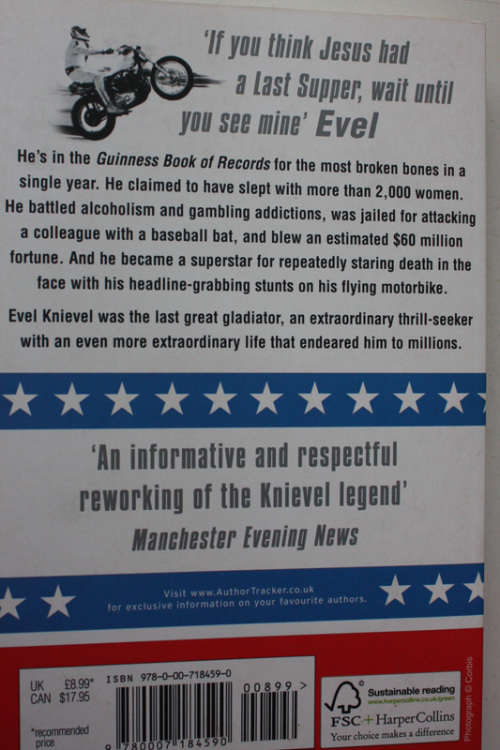 'If you think Jesus had
a Last Supper, wait until
you see mine' Evel
He's in the Guinness Book of Records for the most broken bones in a
single year. He claimed to have slept with more than 2,000 women.
He battled alcoholism and gambling addictions, was jailed for attacking
a colleague with a baseball bat, and blew an estimated $60 million
fortune. And he became a superstar for repeatedly staring death in the
face with his headline-grabbing stunts on his flying motorbike.
Evel Knievel was the last great gladiator, an extraordinary thrill-seeker
with an even more extraordinary life that endeared him to millions.
'An informative and respectful
reworking of the Knievel legend'
Manchester Evening News
Visit www.AuthorTracker.co.uk
for exclusive information on your favourite authors.
UK £8.99*
CAN $17.95
*recommended
price
ISBN 978-0-00-718459-0
00899 >
9 780007 184590
Sustainable reading
www.harpercollins.co.uk/green
FSC + HarperCollins
Your choice makes a difference
Photograph © Corbis